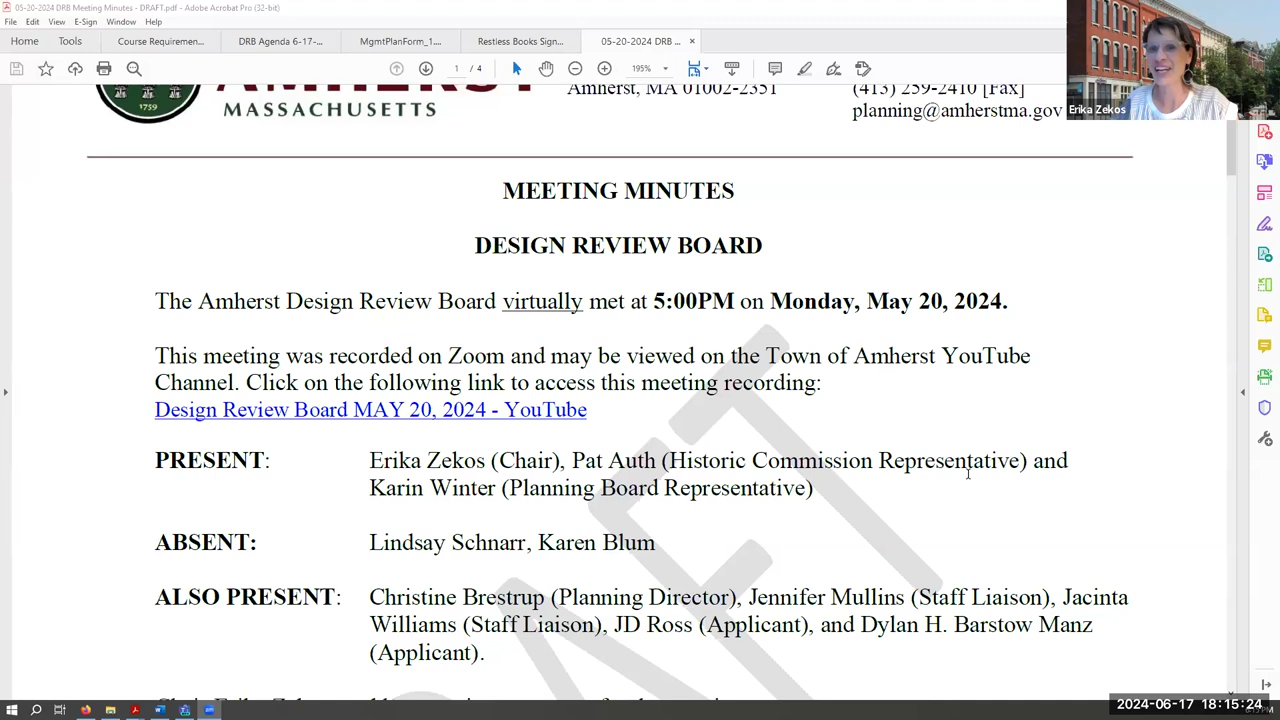 05-20-2024 DRB Meeting Minutes - DRAFT.pdf - Adobe Acrobat Pro (32-bit)
File Edit View E-Sign Window Help
Home Tools Course Requiremen... DRB Agenda 6-17-... MgmtPlanForm_1.... Restless Books Sign... 05-20-2024 DRB ... ×
1 / 4 195%
1759
AMHERST
MASSACHUSETTS
Amherst, MA 01002-2351
(413) 259-2410 [Fax]
planning@amherstma.gov
Erika Zekos
MEETING MINUTES
DESIGN REVIEW BOARD
The Amherst Design Review Board virtually met at 5:00PM on Monday, May 20, 2024.
This meeting was recorded on Zoom and may be viewed on the Town of Amherst YouTube
Channel. Click on the following link to access this meeting recording:
Design Review Board MAY 20, 2024 - YouTube
PRESENT: Erika Zekos (Chair), Pat Auth (Historic Commission Representative) and
Karin Winter (Planning Board Representative)
ABSENT: Lindsay Schnarr, Karen Blum
ALSO PRESENT: Christine Brestrup (Planning Director), Jennifer Mullins (Staff Liaison), Jacinta
Williams (Staff Liaison), JD Ross (Applicant), and Dylan H. Barstow Manz
(Applicant).
DRAFT
2024-06-17 18:15:24